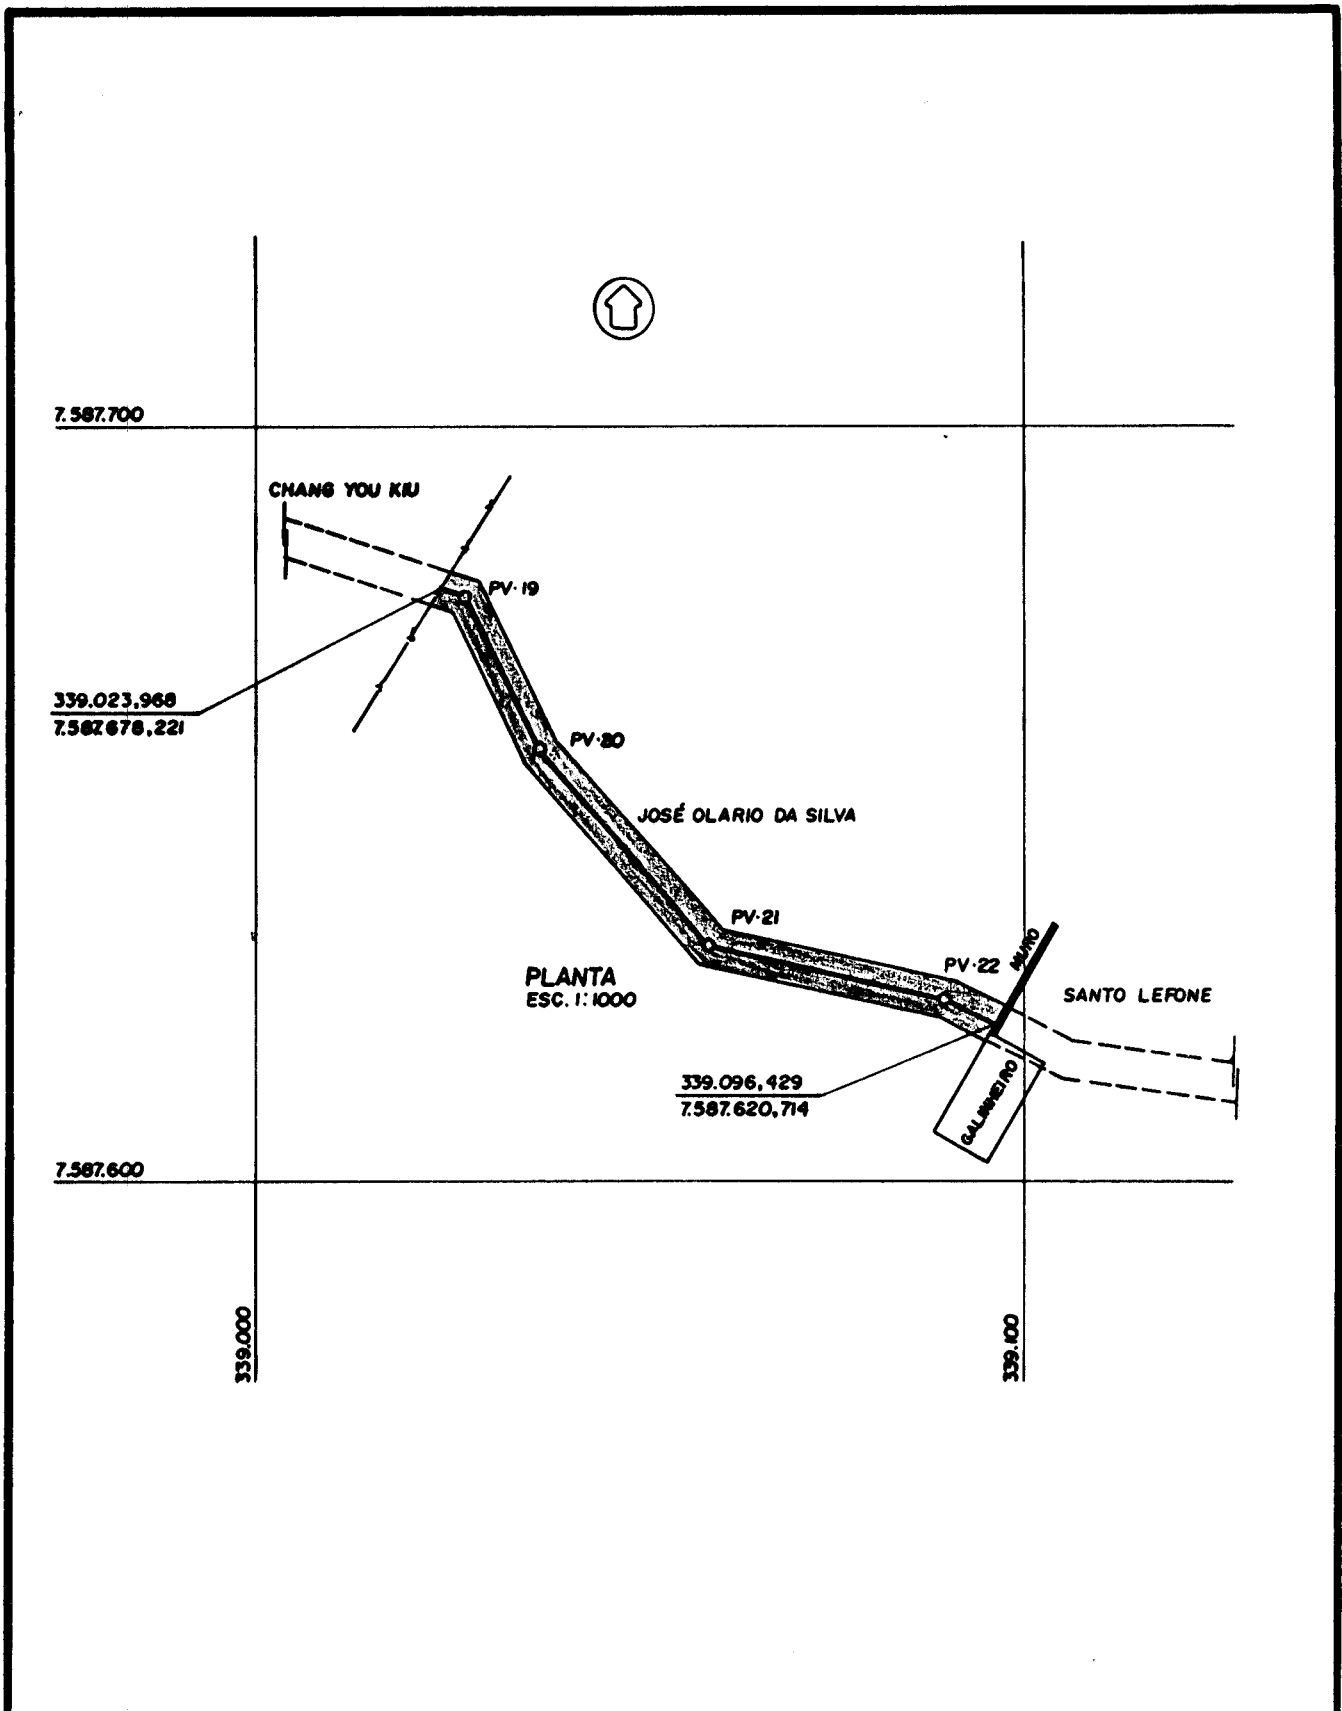 7.587.700
CHANG YOU KIU
PV-19
339.023,968
7.587.678,221
PV-20
JOSÉ OLARIO DA SILVA
PV-21
PLANTA
ESC. 1:1000
PV-22
MURO
SANTO LEFONE
339.096,429
7.587.620,714
GALINHEIRO
7.587.600
339.000
339.100